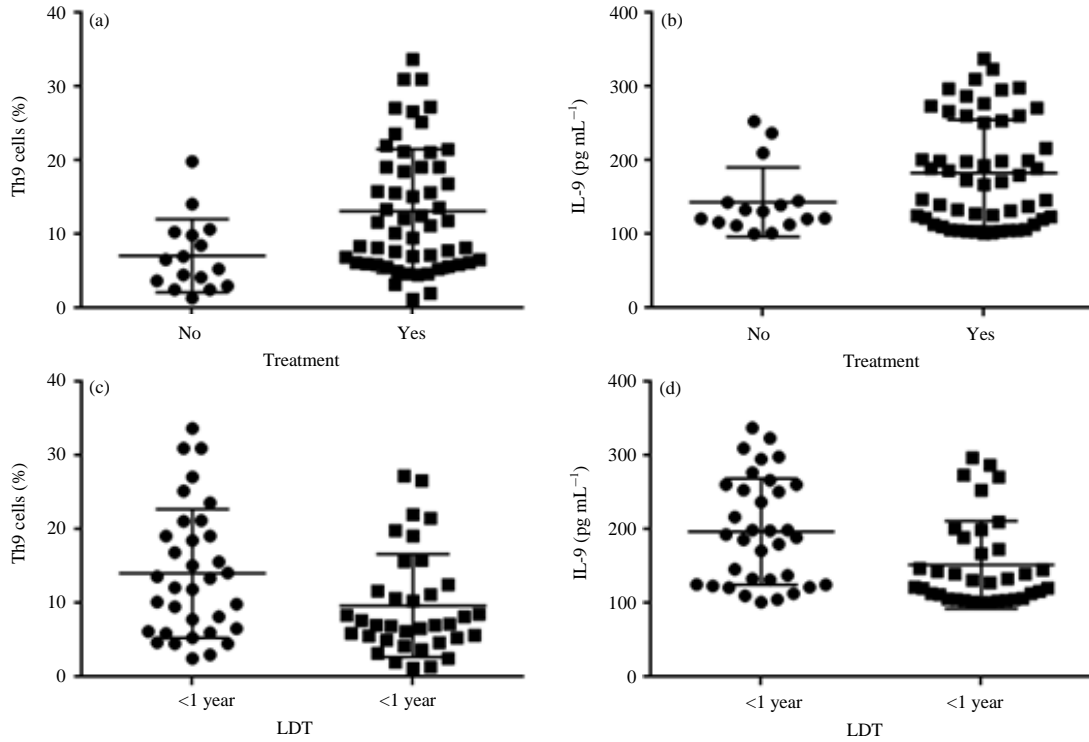 (a)
Th9 cells (%)
40
30
20
10
0
No
Yes
Treatment
(b)
IL-9 (pg mL⁻¹)
400
300
200
100
0
No
Yes
Treatment
(c)
Th9 cells (%)
40
30
20
10
0
<1 year
<1 year
LDT
(d)
IL-9 (pg mL⁻¹)
400
300
200
100
0
<1 year
<1 year
LDT